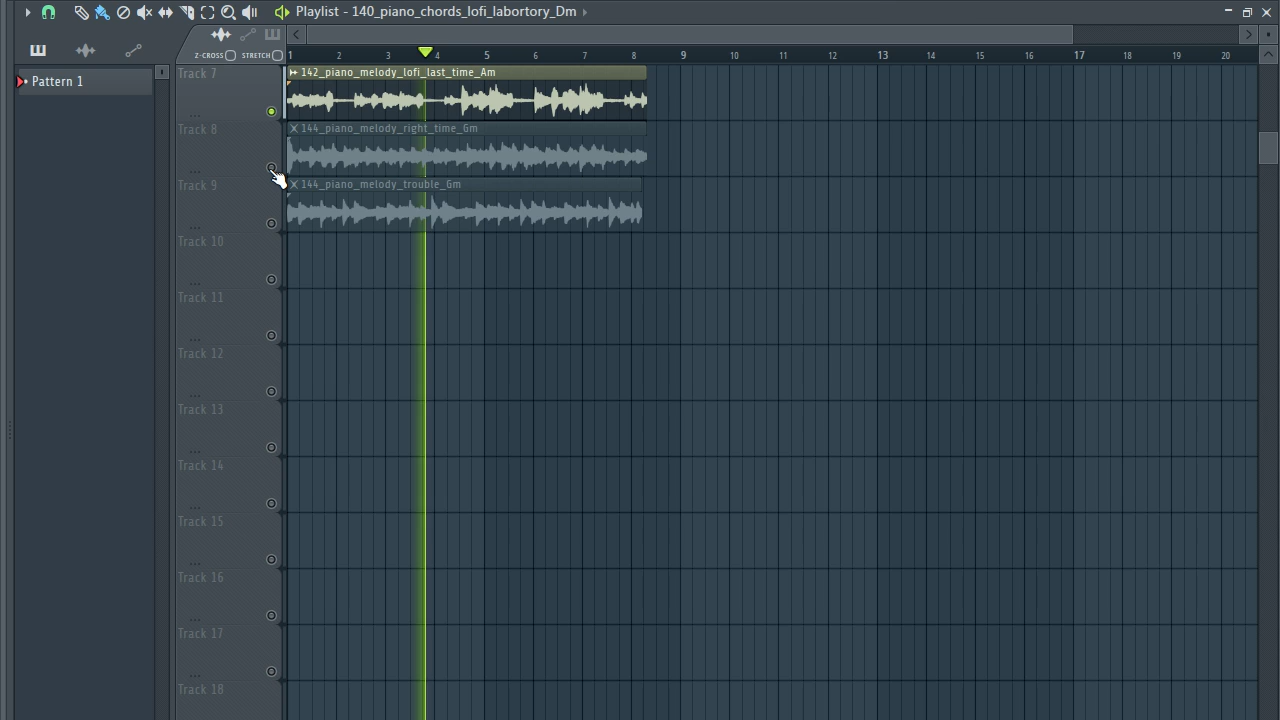 Playlist - 140_piano_chords_lofi_labortory_Dm
Z-CROSS STRETCH
1 2 3 4 5 6 7 8 9 10 11 12 13 14 15 16 17 18 19 20
Pattern 1
Track 7
142_piano_melody_lofi_last_time_Am
...
Track 8
144_piano_melody_right_time_Gm
...
Track 9
144_piano_melody_trouble_Gm
...
Track 10
...
Track 11
...
Track 12
...
Track 13
...
Track 14
...
Track 15
...
Track 16
...
Track 17
...
Track 18